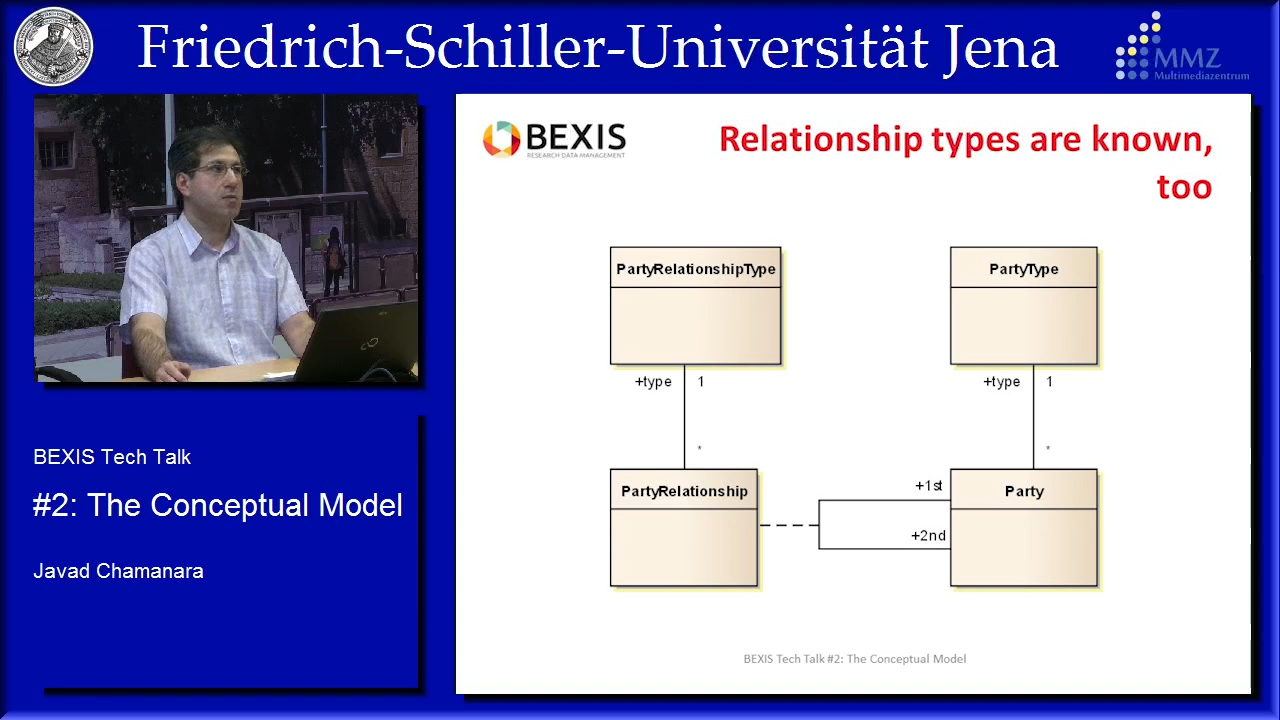 Friedrich-Schiller-Universität Jena
MMZ
Multimediazentrum
BEXIS Tech Talk
#2: The Conceptual Model
Javad Chamanara
BEXIS
RESEARCH DATA MANAGEMENT
Relationship types are known,
too
PartyRelationshipType
PartyType
+type 1
+type 1
*
*
PartyRelationship
+1st
Party
+2nd
BEXIS Tech Talk #2: The Conceptual Model